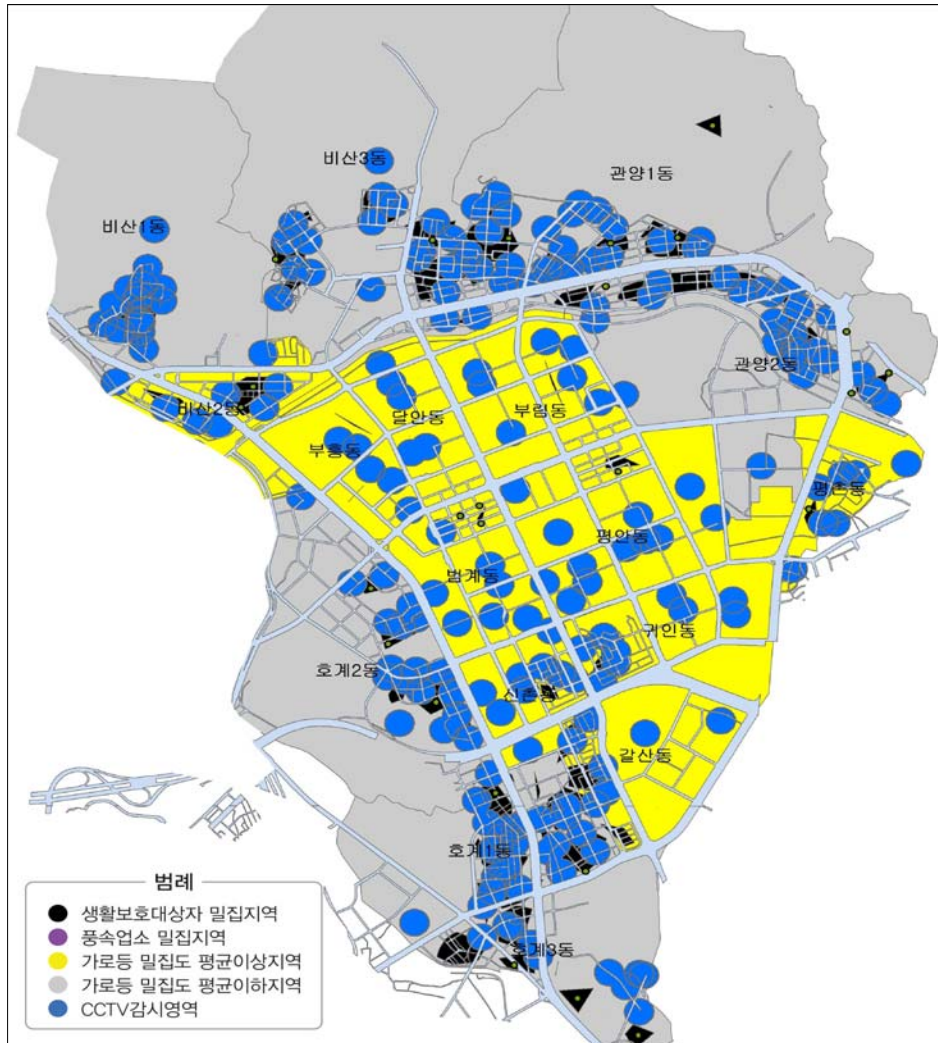 비산3동
관양1동
비산1동
관양2동
비산2동
달안동
부림동
부흥동
평촌동
평안동
범계동
귀인동
호계2동
신촌동
갈산동
호계1동
호계3동
범례
생활보호대상자 밀집지역
풍속업소 밀집지역
가로등 밀집도 평균이상지역
가로등 밀집도 평균이하지역
CCTV감시영역